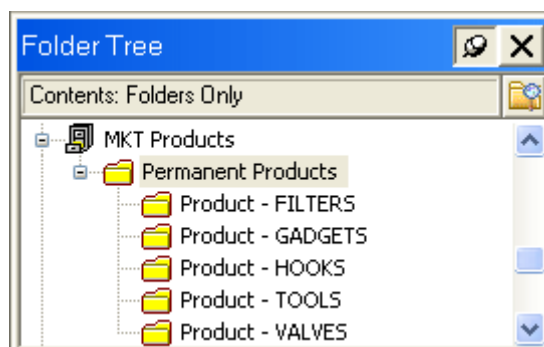 Folder Tree
Contents: Folders Only
MKT Products
Permanent Products
Product - FILTERS
Product - GADGETS
Product - HOOKS
Product - TOOLS
Product - VALVES